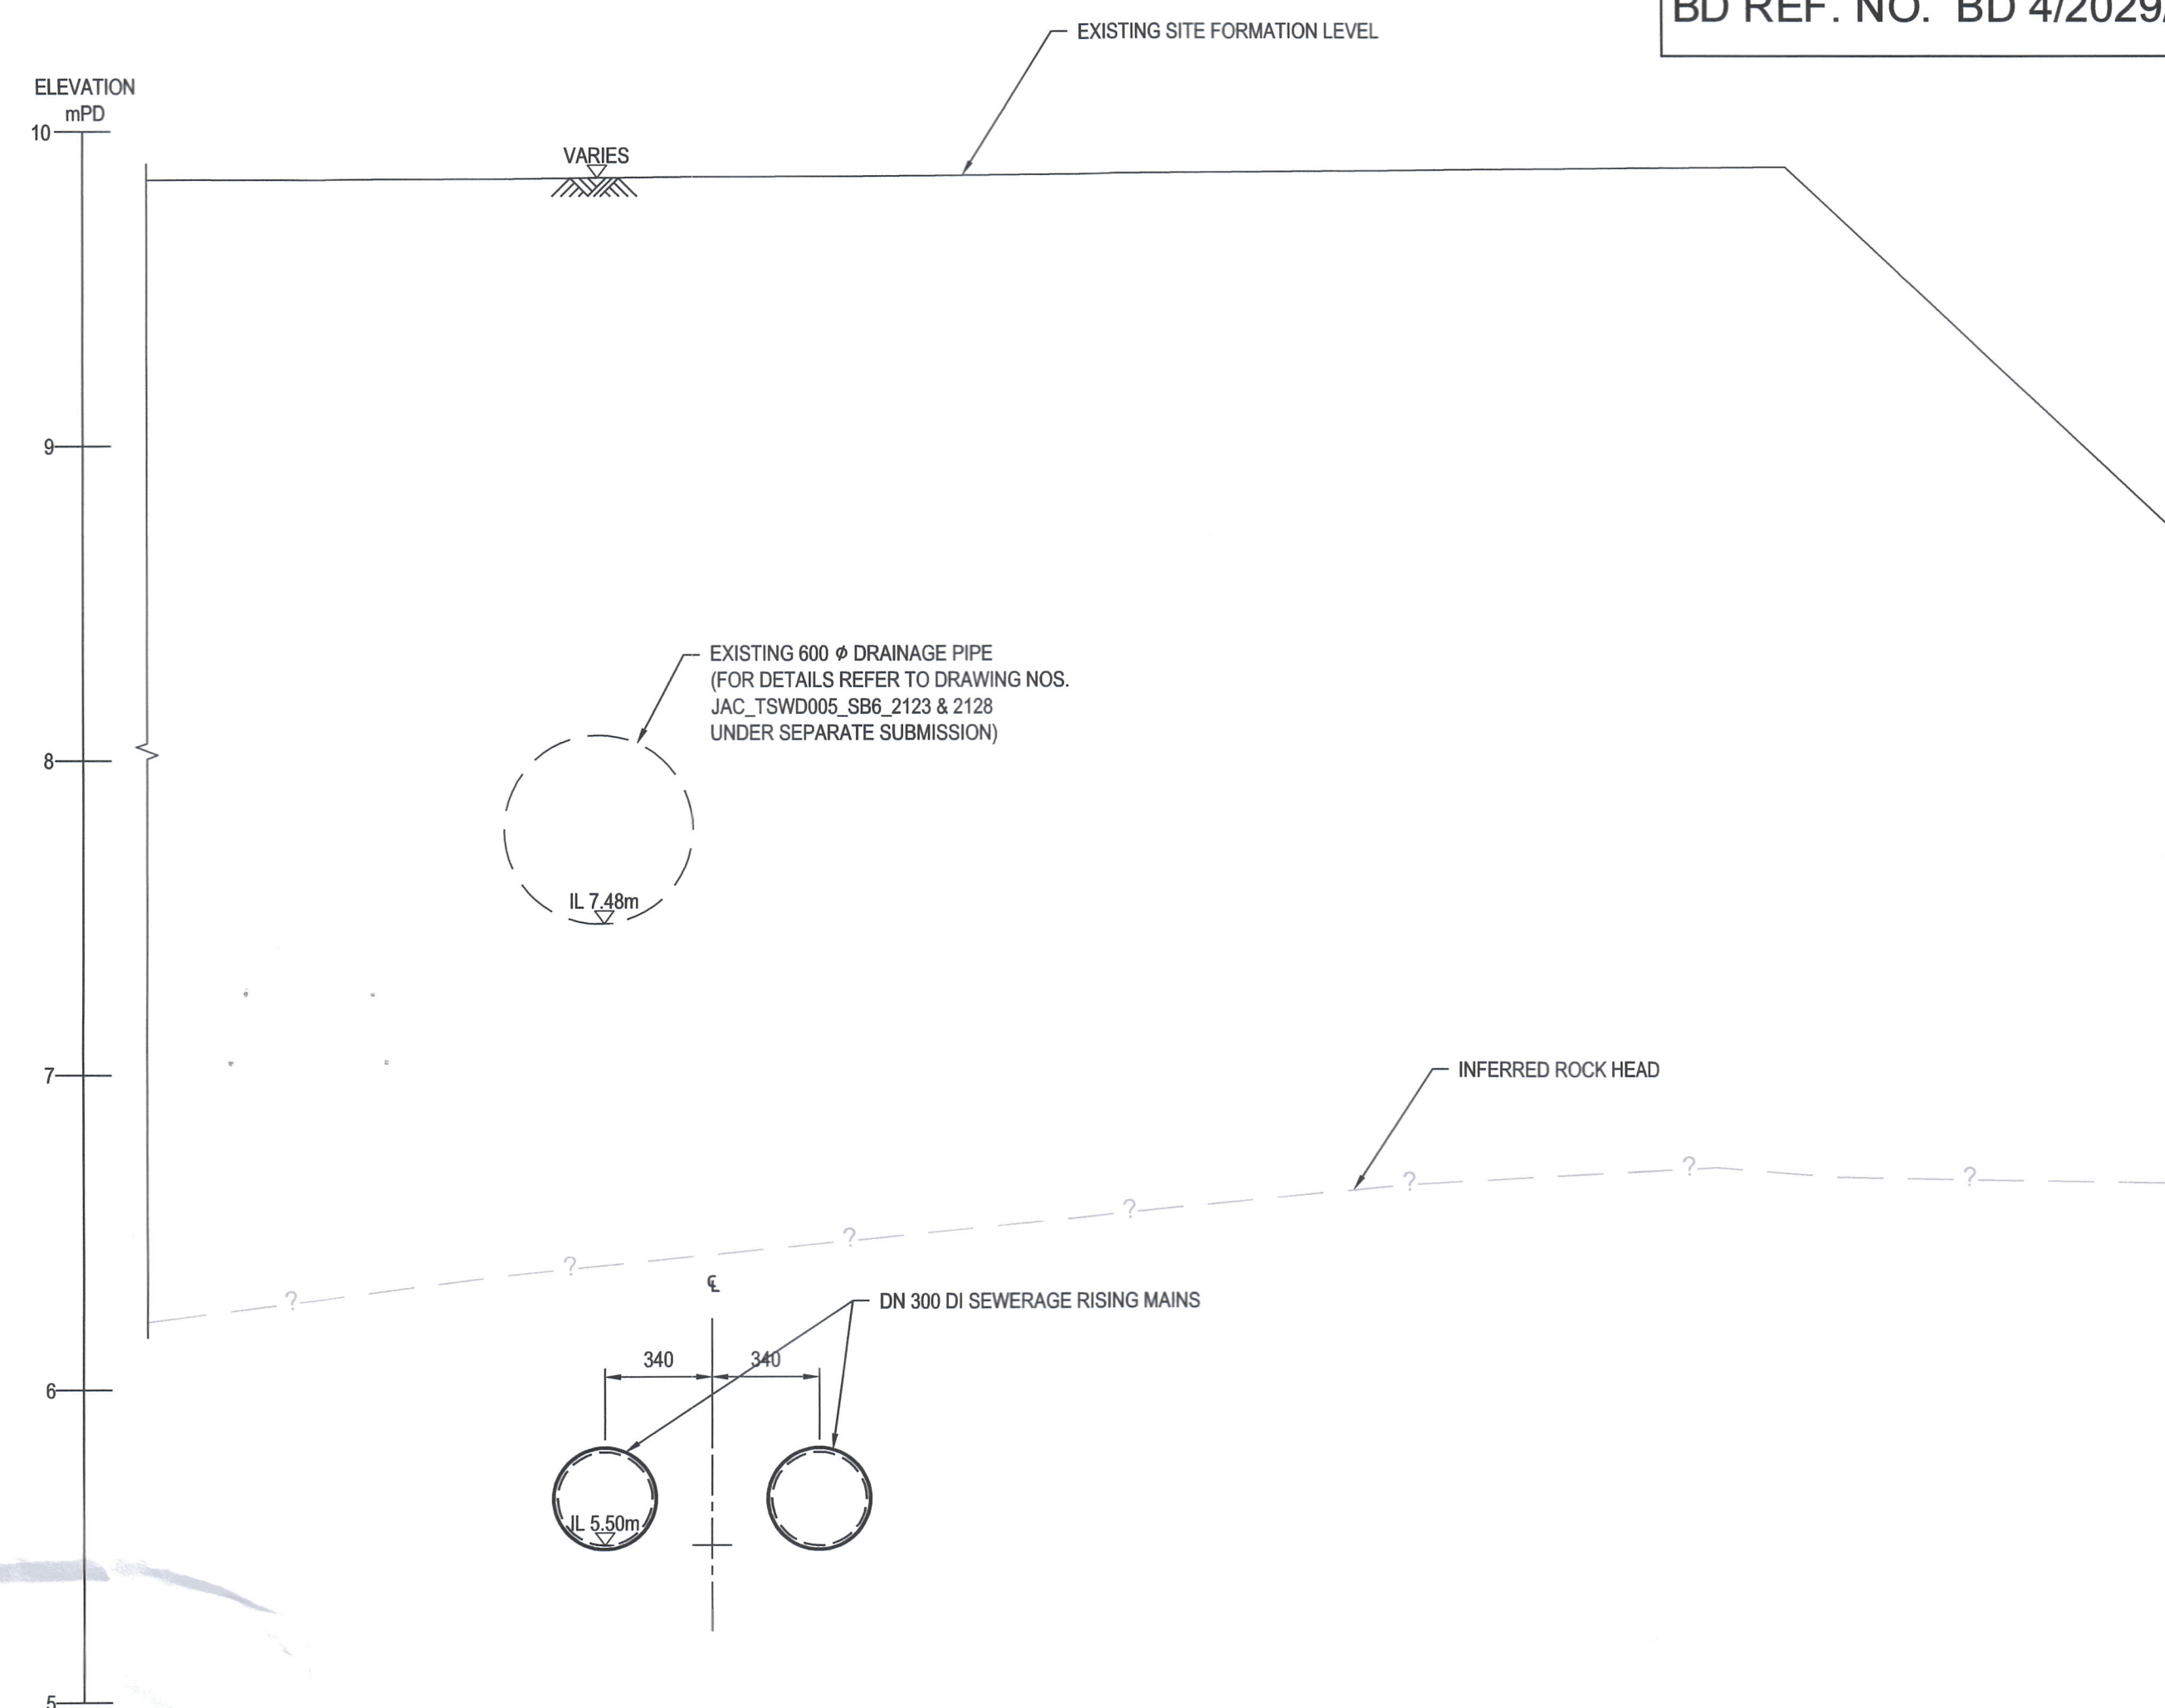 BD REF. NO. BD 4/2029/
EXISTING SITE FORMATION LEVEL
ELEVATION
mPD
10
VARIES
9
EXISTING 600 ϕ DRAINAGE PIPE
(FOR DETAILS REFER TO DRAWING NOS.
JAC_TSWD005_SB6_2123 & 2128
UNDER SEPARATE SUBMISSION)
8
IL 7.48m
7
INFERRED ROCK HEAD
? ? ? ? ? ? ?
℄
DN 300 DI SEWERAGE RISING MAINS
340 340
6
IL 5.50m
5